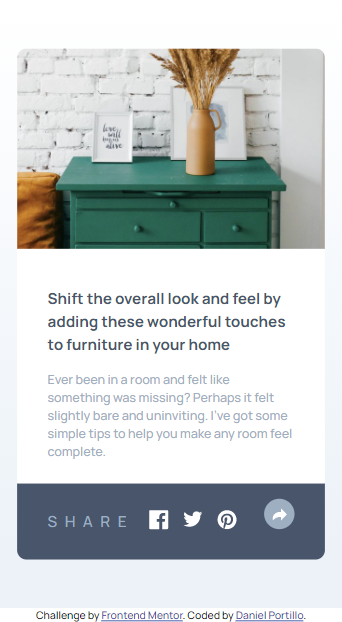 love
will
keep us
alive
Shift the overall look and feel by
adding these wonderful touches
to furniture in your home
Ever been in a room and felt like
something was missing? Perhaps it felt
slightly bare and uninviting. I've got some
simple tips to help you make any room feel
complete.
SHARE
Challenge by Frontend Mentor. Coded by Daniel Portillo.